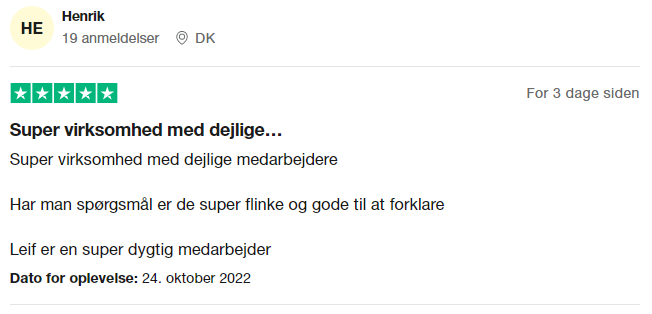 HE
Henrik
19 anmeldelser DK
For 3 dage siden
Super virksomhed med dejlige…
Super virksomhed med dejlige medarbejdere
Har man spørgsmål er de super flinke og gode til at forklare
Leif er en super dygtig medarbejder
Dato for oplevelse: 24. oktober 2022